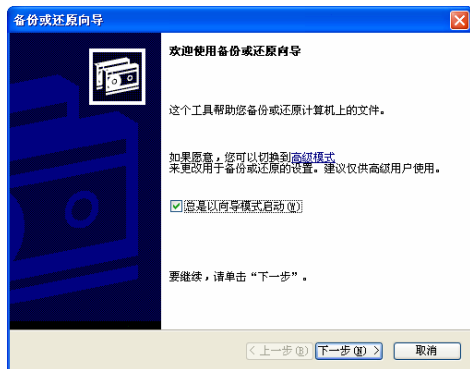 备份或还原向导
欢迎使用备份或还原向导
这个工具帮助您备份或还原计算机上的文件。
如果愿意，您可以切换到高级模式
来更改用于备份或还原的设置。建议仅供高级用户使用。
总是以向导模式启动(W)
要继续，请单击“下一步”。
< 上一步(B) 下一步(N) > 取消